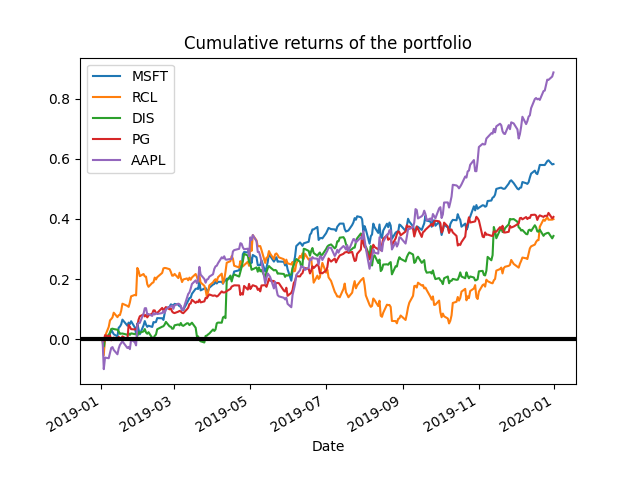 Cumulative returns of the portfolio
MSFT
RCL
DIS
PG
AAPL
0.8
0.6
0.4
0.2
0.0
2019-01
2019-03
2019-05
2019-07
2019-09
2019-11
2020-01
Date